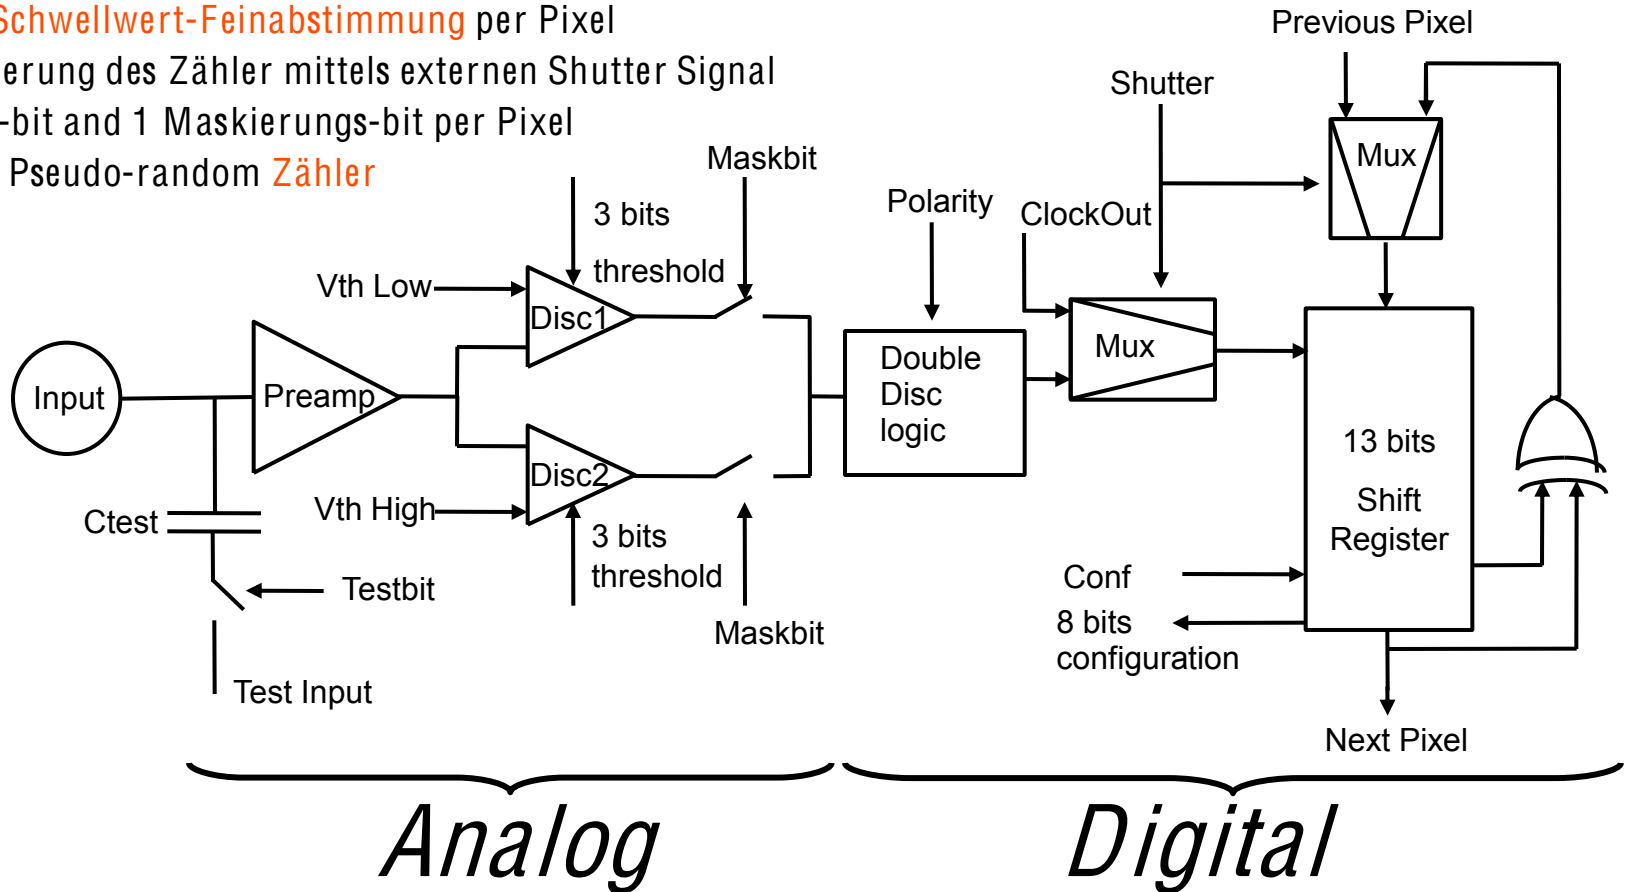 Schwellwert-Feinabstimmung per Pixel
erung des Zähler mittels externen Shutter Signal
-bit and 1 Maskierungs-bit per Pixel
Pseudo-random Zähler
Previous Pixel
Shutter
Mux
Maskbit
3 bits
threshold
Polarity
ClockOut
Vth Low
Disc1
Mux
Double
Disc
logic
Input
Preamp
13 bits
Shift
Register
Disc2
Vth High
Ctest
3 bits
threshold
Testbit
Maskbit
Conf
8 bits
configuration
Test Input
Next Pixel
Analog
Digital